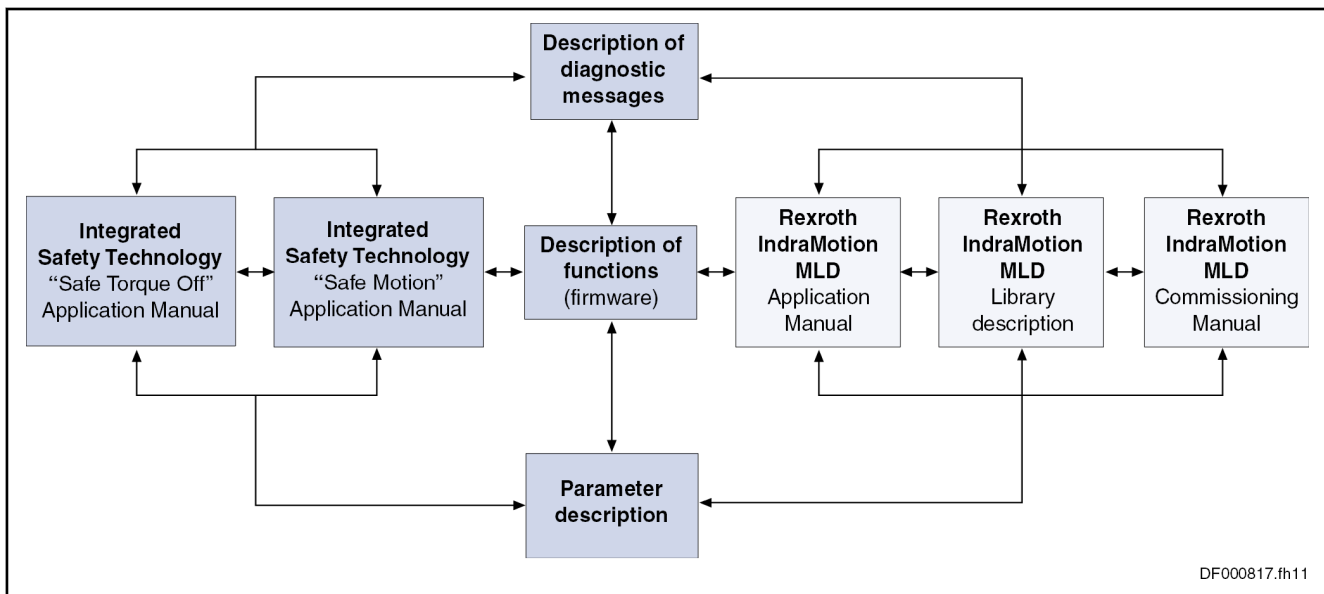 Description of
diagnostic
messages
Integrated
Safety Technology
“Safe Torque Off”
Application Manual
Integrated
Safety Technology
“Safe Motion”
Application Manual
Description of
functions
(firmware)
Rexroth
IndraMotion
MLD
Application
Manual
Rexroth
IndraMotion
MLD
Library
description
Rexroth
IndraMotion
MLD
Commissioning
Manual
Parameter
description
DF000817.fh11